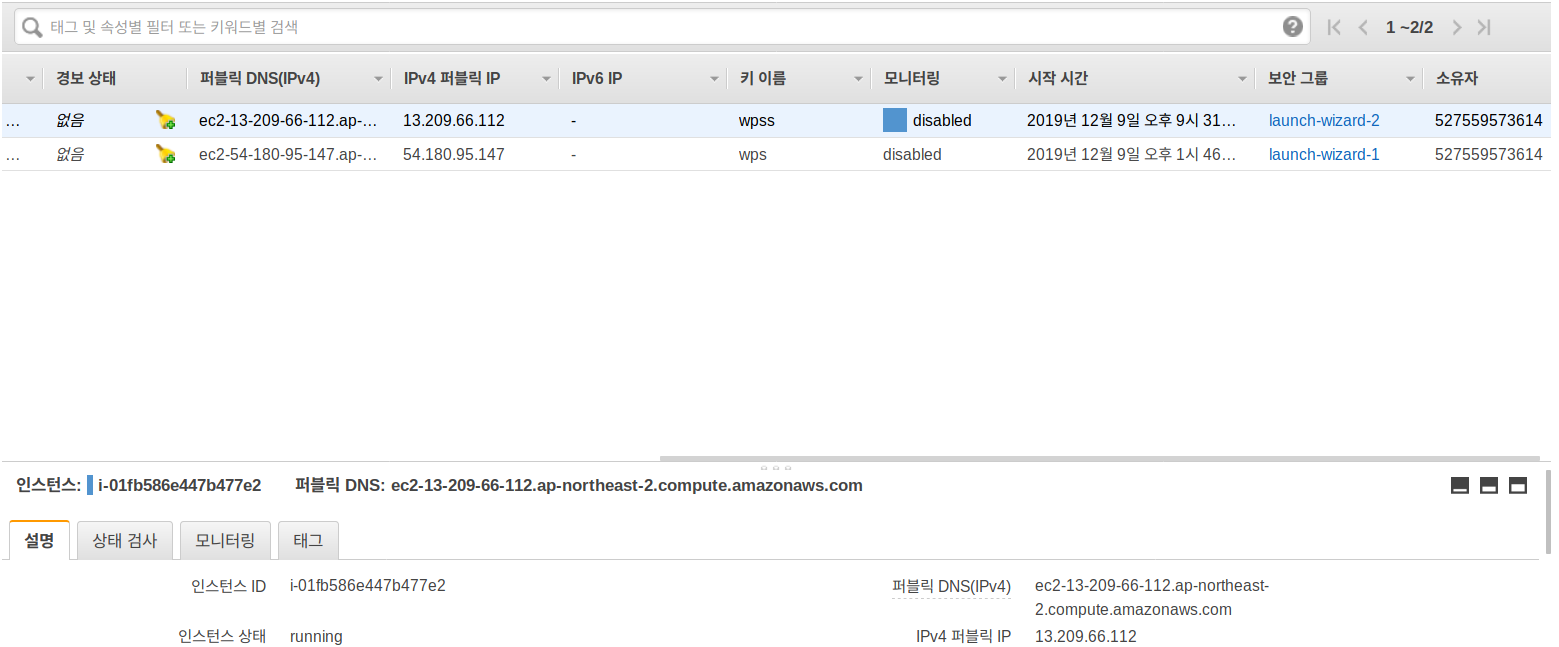 태그 및 속성별 필터 또는 키워드별 검색 ? 1 ~2/2
경보 상태 퍼블릭 DNS(IPv4) IPv4 퍼블릭 IP IPv6 IP 키 이름 모니터링 시작 시간 보안 그룹 소유자
... 없음 ec2-13-209-66-112.ap-... 13.209.66.112 - wpss disabled 2019년 12월 9일 오후 9시 31... launch-wizard-2 527559573614
... 없음 ec2-54-180-95-147.ap-... 54.180.95.147 - wps disabled 2019년 12월 9일 오후 1시 46... launch-wizard-1 527559573614
인스턴스: i-01fb586e447b477e2 퍼블릭 DNS: ec2-13-209-66-112.ap-northeast-2.compute.amazonaws.com
설명 상태 검사 모니터링 태그
인스턴스 ID i-01fb586e447b477e2 퍼블릭 DNS(IPv4) ec2-13-209-66-112.ap-northeast-
2.compute.amazonaws.com
인스턴스 상태 running IPv4 퍼블릭 IP 13.209.66.112